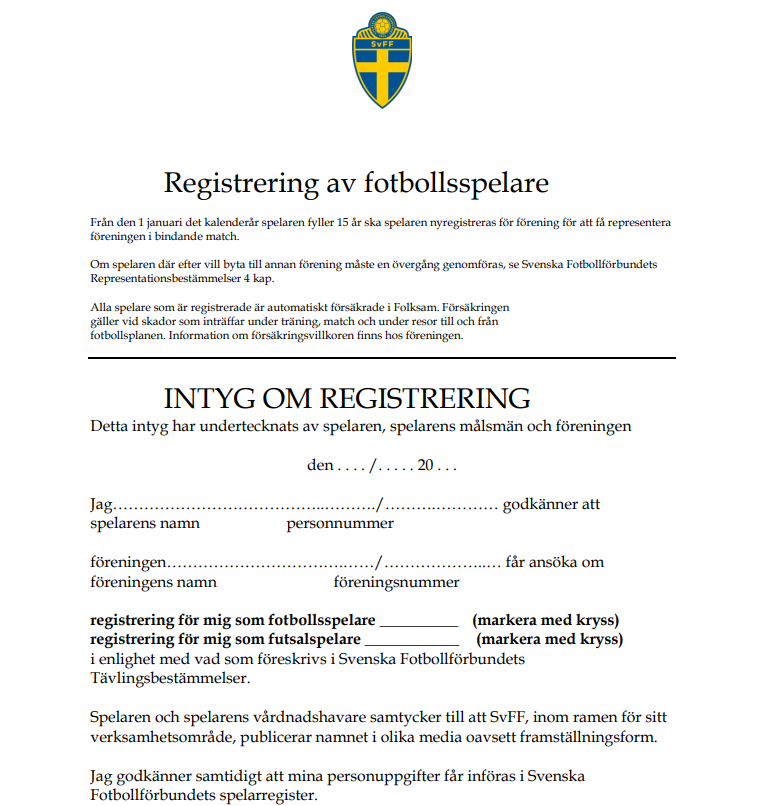 SvFF
Registrering av fotbollsspelare
Från den 1 januari det kalenderår spelaren fyller 15 år ska spelaren nyregistreras för förening för att få representera
föreningen i bindande match.
Om spelaren där efter vill byta till annan förening måste en övergång genomföras, se Svenska Fotbollförbundets
Representationsbestämmelser 4 kap.
Alla spelare som är registrerade är automatiskt försäkrade i Folksam. Försäkringen
gäller vid skador som inträffar under träning, match och under resor till och från
fotbollsplanen. Information om försäkringsvillkoren finns hos föreningen.
INTYG OM REGISTRERING
Detta intyg har undertecknats av spelaren, spelarens målsmän och föreningen
den . . . . /. . . . . 20 . . .
Jag…………………………………..………./……….………… godkänner att
spelarens namn personnummer
föreningen……………………………..……/………………..… får ansöka om
föreningens namn föreningsnummer
registrering för mig som fotbollsspelare __________ (markera med kryss)
registrering för mig som futsalspelare ____________ (markera med kryss)
i enlighet med vad som föreskrivs i Svenska Fotbollförbundets
Tävlingsbestämmelser.
Spelaren och spelarens vårdnadshavare samtycker till att SvFF, inom ramen för sitt
verksamhetsområde, publicerar namnet i olika media oavsett framställningsform.
Jag godkänner samtidigt att mina personuppgifter får införas i Svenska
Fotbollförbundets spelarregister.